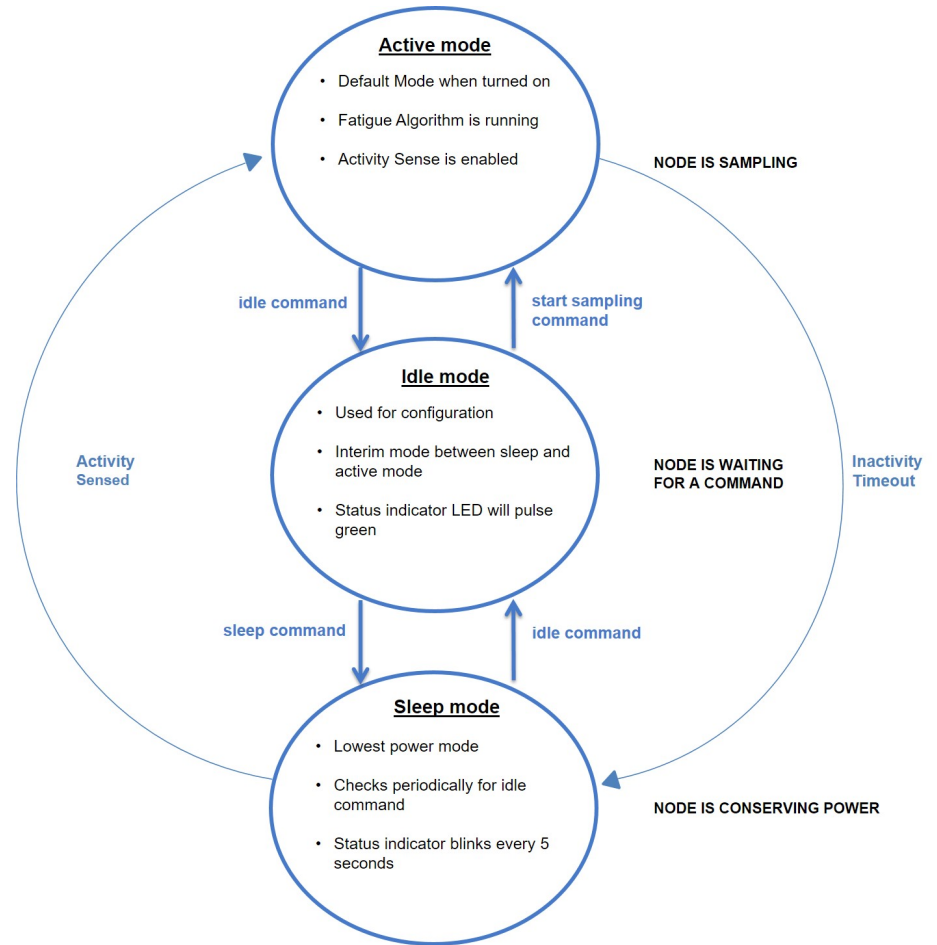 Active mode
• Default Mode when turned on
• Fatigue Algorithm is running
• Activity Sense is enabled
NODE IS SAMPLING
idle command
start sampling
command
Idle mode
• Used for configuration
• Interim mode between sleep and
active mode
• Status indicator LED will pulse
green
Activity
Sensed
NODE IS WAITING
FOR A COMMAND
Inactivity
Timeout
sleep command
idle command
Sleep mode
• Lowest power mode
• Checks periodically for idle
command
• Status indicator blinks every 5
seconds
NODE IS CONSERVING POWER